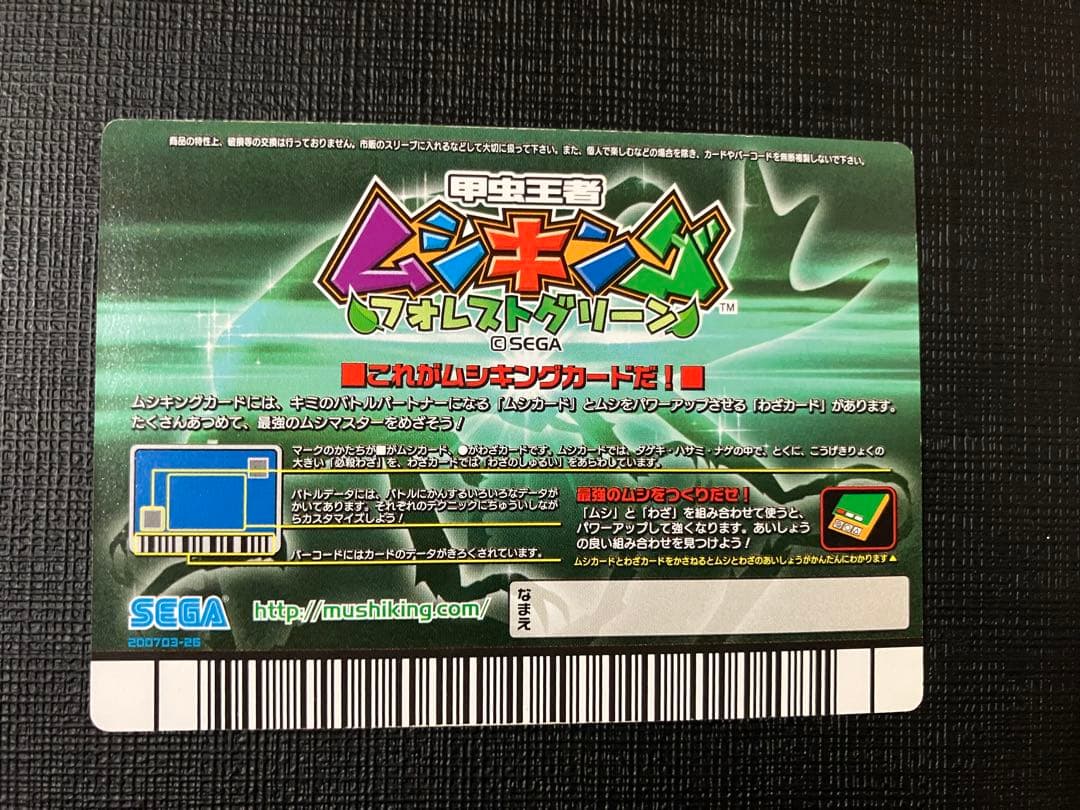 商品の特性上、破損等の交換は行っておりません。市販のスリーブに入れるなどして大切に扱って下さい。また、個人で楽しむなどの場合を除き、カードやバーコードを無断複製しないで下さい。
甲虫王者
ムシキング
フォレストグリーン
TM
©SEGA
■これがムシキングカードだ！■
ムシキングカードには、キミのバトルパートナーになる「ムシカード」とムシをパワーアップさせる「わざカード」があります。
たくさんあつめて、最強のムシマスターをめざそう！
マークのかたちが■がムシカード、●がわざカードです。ムシカードでは、ダゲキ・ハサミ・ナゲの中で、とくに、こうげきりょくの
大きい「必殺わざ」を、わざカードでは「わざのしゅるい」をあらわしています。
バトルデータには、バトルにかんするいろいろなデータが
かいてあります。それぞれのテクニックにちゅういしなが
らカスタマイズしよう！
バーコードにはカードのデータがきろくされています。
最強のムシをつくりだせ！
「ムシ」と「わざ」を組み合わせて使うと、
パワーアップして強くなります。あいしょう
の良い組み合わせを見つけよう！
ムシカードとわざカードをかさねるとムシとわざのあいしょうがかんたんにわかります▲
SEGA®
http://mushiking.com/
なまえ
200703-26